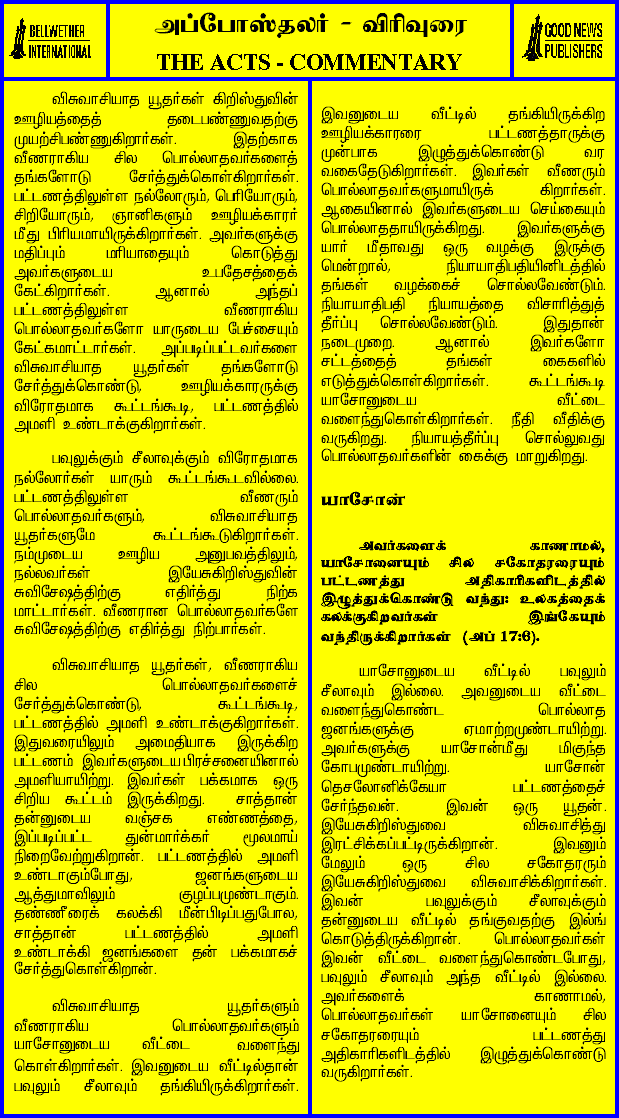 BELLWETHER
INTERNATIONAL
அப்போஸ்தலர் - விரிவுரை
THE ACTS - COMMENTARY
GOOD NEWS
PUBLISHERS
விசுவாசியாத யூதர்கள் கிறிஸ்துவின்
ஊழியத்தைத் தடைபண்ணுவதற்கு
முயற்சிபண்ணுகிறார்கள். இதற்காக
வீணராகிய சில பொல்லாதவர்களைத்
தங்களோடு சேர்த்துக்கொள்கிறார்கள்.
பட்டணத்திலுள்ள நல்லோரும், பெரியோரும்,
சிறியோரும், ஞானிகளும் ஊழியக்காரர்
மீது பிரியமாயிருக்கிறார்கள். அவர்களுக்கு
மதிப்பும் மரியாதையும் கொடுத்து
அவர்களுடைய உபதேசத்தைக்
கேட்கிறார்கள். ஆனால் அந்தப்
பட்டணத்திலுள்ள வீணராகிய
பொல்லாதவர்களோ யாருடைய பேச்சையும்
கேட்கமாட்டார்கள். அப்படிப்பட்டவர்களை
விசுவாசியாத யூதர்கள் தங்களோடு
சேர்த்துக்கொண்டு, ஊழியக்காரருக்கு
விரோதமாக கூட்டங்கூடி, பட்டணத்தில்
அமளி உண்டாக்குகிறார்கள்.
பவுலுக்கும் சீலாவுக்கும் விரோதமாக
நல்லோர்கள் யாரும் கூட்டங்கூடவில்லை.
பட்டணத்திலுள்ள வீணரும்
பொல்லாதவர்களும், விசுவாசியாத
யூதர்களுமே கூட்டங்கூடுகிறார்கள்.
நம்முடைய ஊழிய அனுபவத்திலும்,
நல்லவர்கள் இயேசுகிறிஸ்துவின்
சுவிசேஷத்திற்கு எதிர்த்து நிற்க
மாட்டார்கள். வீணரான பொல்லாதவர்களே
சுவிசேஷத்திற்கு எதிர்த்து நிற்பார்கள்.
விசுவாசியாத யூதர்கள், வீணராகிய
சில பொல்லாதவர்களைச்
சேர்த்துக்கொண்டு, கூட்டங்கூடி,
பட்டணத்தில் அமளி உண்டாக்குகிறார்கள்.
இதுவரையிலும் அமைதியாக இருக்கிற
பட்டணம் இவர்களுடைய பிரச்சனையினால்
அமளியாயிற்று. இவர்கள் பக்கமாக ஒரு
சிறிய கூட்டம் இருக்கிறது. சாத்தான்
தன்னுடைய வஞ்சக எண்ணத்தை,
இப்படிப்பட்ட துன்மார்க்கர் மூலமாய்
நிறைவேற்றுகிறான். பட்டணத்தில் அமளி
உண்டாகும்போது, ஜனங்களுடைய
ஆத்துமாவிலும் குழப்பமுண்டாகும்.
தண்ணீரைக் கலக்கி மீன்பிடிப்பதுபோல,
சாத்தான் பட்டணத்தில் அமளி
உண்டாக்கி ஜனங்களை தன் பக்கமாகச்
சேர்த்துகொள்கிறான்.
விசுவாசியாத யூதர்களும்
வீணராகிய பொல்லாதவர்களும்
யாசோனுடைய வீட்டை வளைந்து
கொள்கிறார்கள். இவனுடைய வீட்டில்தான்
பவுலும் சீலாவும் தங்கியிருக்கிறார்கள்.
இவனுடைய வீட்டில் தங்கியிருக்கிற
ஊழியக்காரரை பட்டணத்தாருக்கு
முன்பாக இழுத்துக்கொண்டு வர
வகைதேடுகிறார்கள். இவர்கள் வீணரும்
பொல்லாதவர்களுமாயிருக் கிறார்கள்.
ஆகையினால் இவர்களுடைய செய்கையும்
பொல்லாததாயிருக்கிறது. இவர்களுக்கு
யார் மீதாவது ஒரு வழக்கு இருக்கு
மென்றால், நியாயாதிபதியினிடத்தில்
தங்கள் வழக்கைச் சொல்லவேண்டும்.
நியாயாதிபதி நியாயத்தை விசாரித்துத்
தீர்ப்பு சொல்லவேண்டும். இதுதான்
நடைமுறை. ஆனால் இவர்களோ
சட்டத்தைத் தங்கள் கைகளில்
எடுத்துக்கொள்கிறார்கள். கூட்டங்கூடி
யாசோனுடைய வீட்டை
வளைந்துகொள்கிறார்கள். நீதி வீதிக்கு
வருகிறது. நியாயத்தீர்ப்பு சொல்லுவது
பொல்லாதவர்களின் கைக்கு மாறுகிறது.
யாசோன்
அவர்களைக் காணாமல்,
யாசோனையும் சில சகோதரரையும்
பட்டணத்து அதிகாரிகளிடத்தில்
இழுத்துக்கொண்டு வந்து: உலகத்தைக்
கலக்குகிறவர்கள் இங்கேயும்
வந்திருக்கிறார்கள் (அப் 17:6).
யாசோனுடைய வீட்டில் பவுலும்
சீலாவும் இல்லை. அவனுடைய வீட்டை
வளைந்துகொண்ட பொல்லாத
ஜனங்களுக்கு ஏமாற்றமுண்டாயிற்று.
அவர்களுக்கு யாசோன்மீது மிகுந்த
கோபமுண்டாயிற்று. யாசோன்
தெசலோனிக்கேயா பட்டணத்தைச்
சேர்ந்தவன். இவன் ஒரு யூதன்.
இயேசுகிறிஸ்துவை விசுவாசித்து
இரட்சிக்கப்பட்டிருக்கிறான். இவனும்
மேலும் ஒரு சில சகோதரரும்
இயேசுகிறிஸ்துவை விசுவாசிக்கிறார்கள்.
இவன் பவுலுக்கும் சீலாவுக்கும்
தன்னுடைய வீட்டில் தங்குவதற்கு இல்ங்
கொடுத்திருக்கிறான். பொல்லாதவர்கள்
இவன் வீட்டை வளைந்துகொண்டபோது,
பவுலும் சீலாவும் அந்த வீட்டில் இல்லை.
அவர்களைக் காணாமல்,
பொல்லாதவர்கள் யாசோனையும் சில
சகோதரரையும் பட்டணத்து
அதிகாரிகளிடத்தில் இழுத்துக்கொண்டு
வருகிறார்கள்.